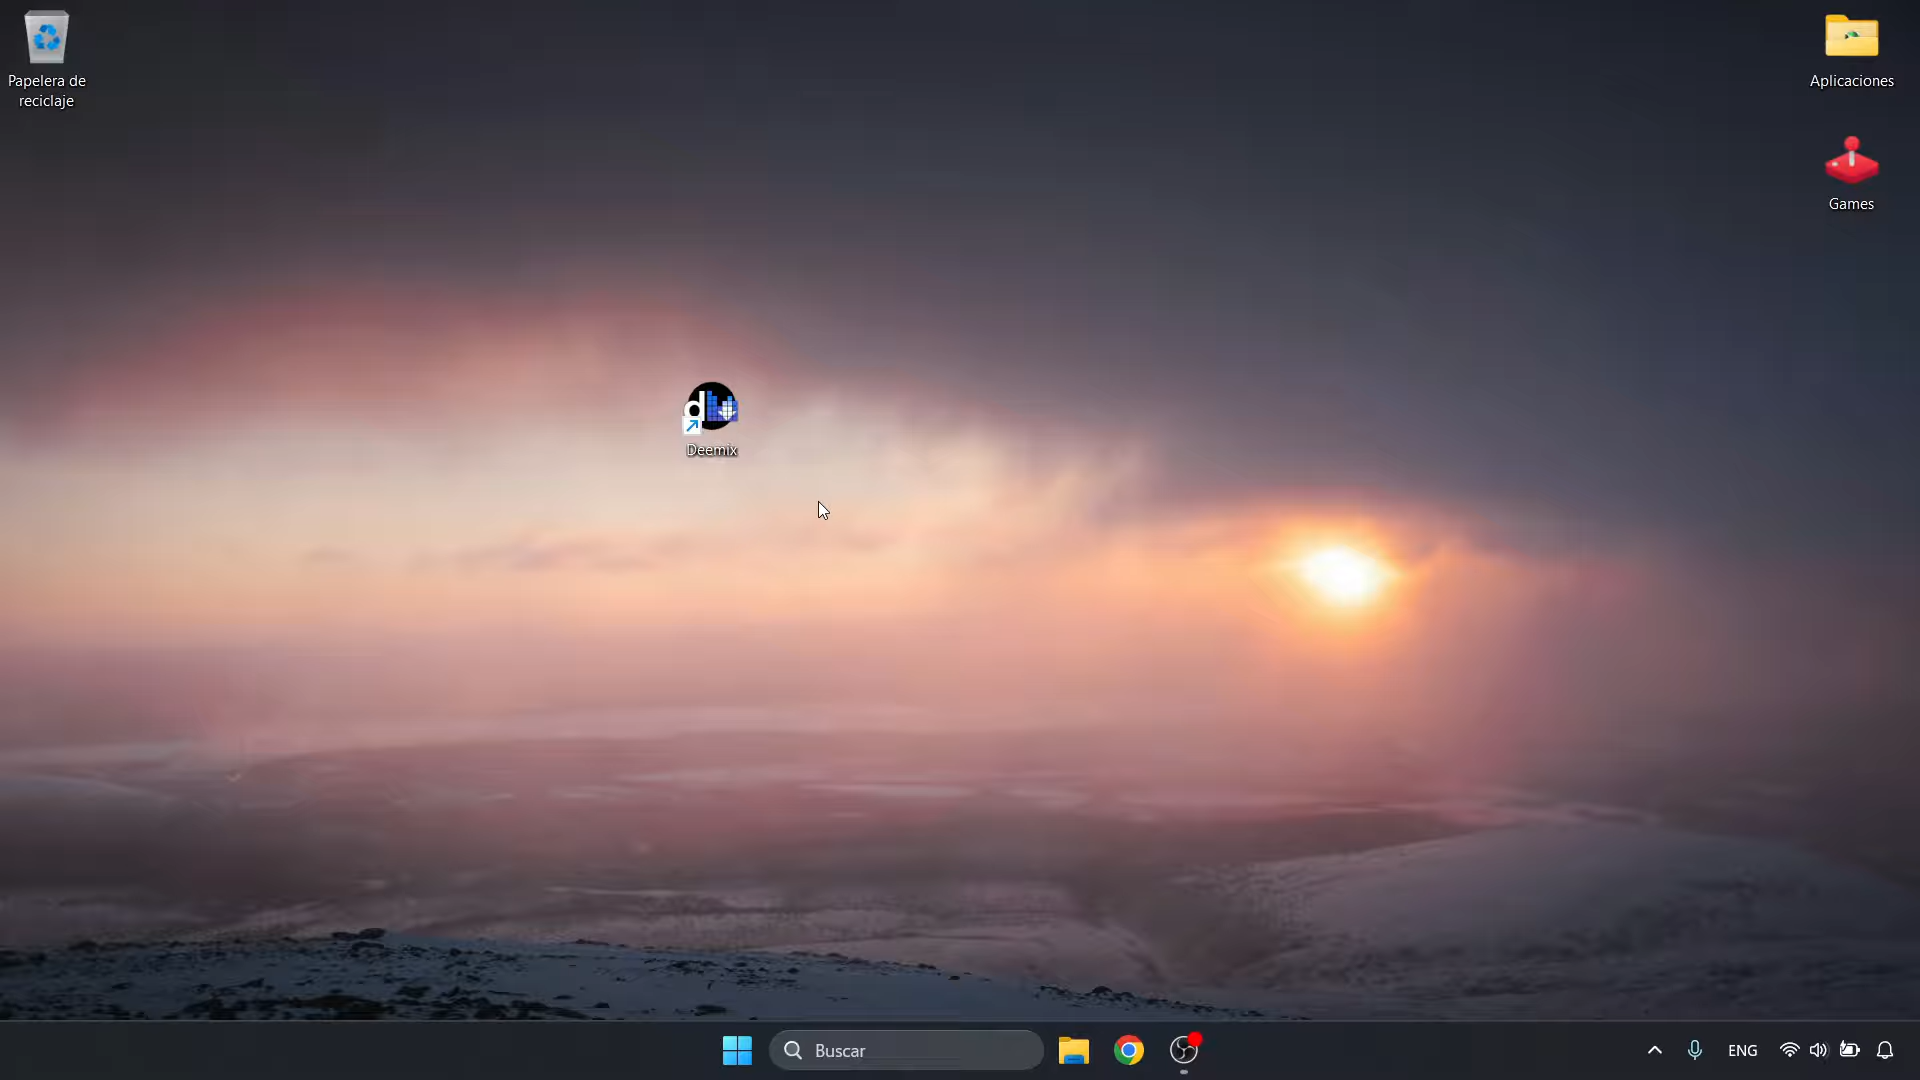 Papelera de
reciclaje
Aplicaciones
Games
d
Deemix
Buscar
ENG